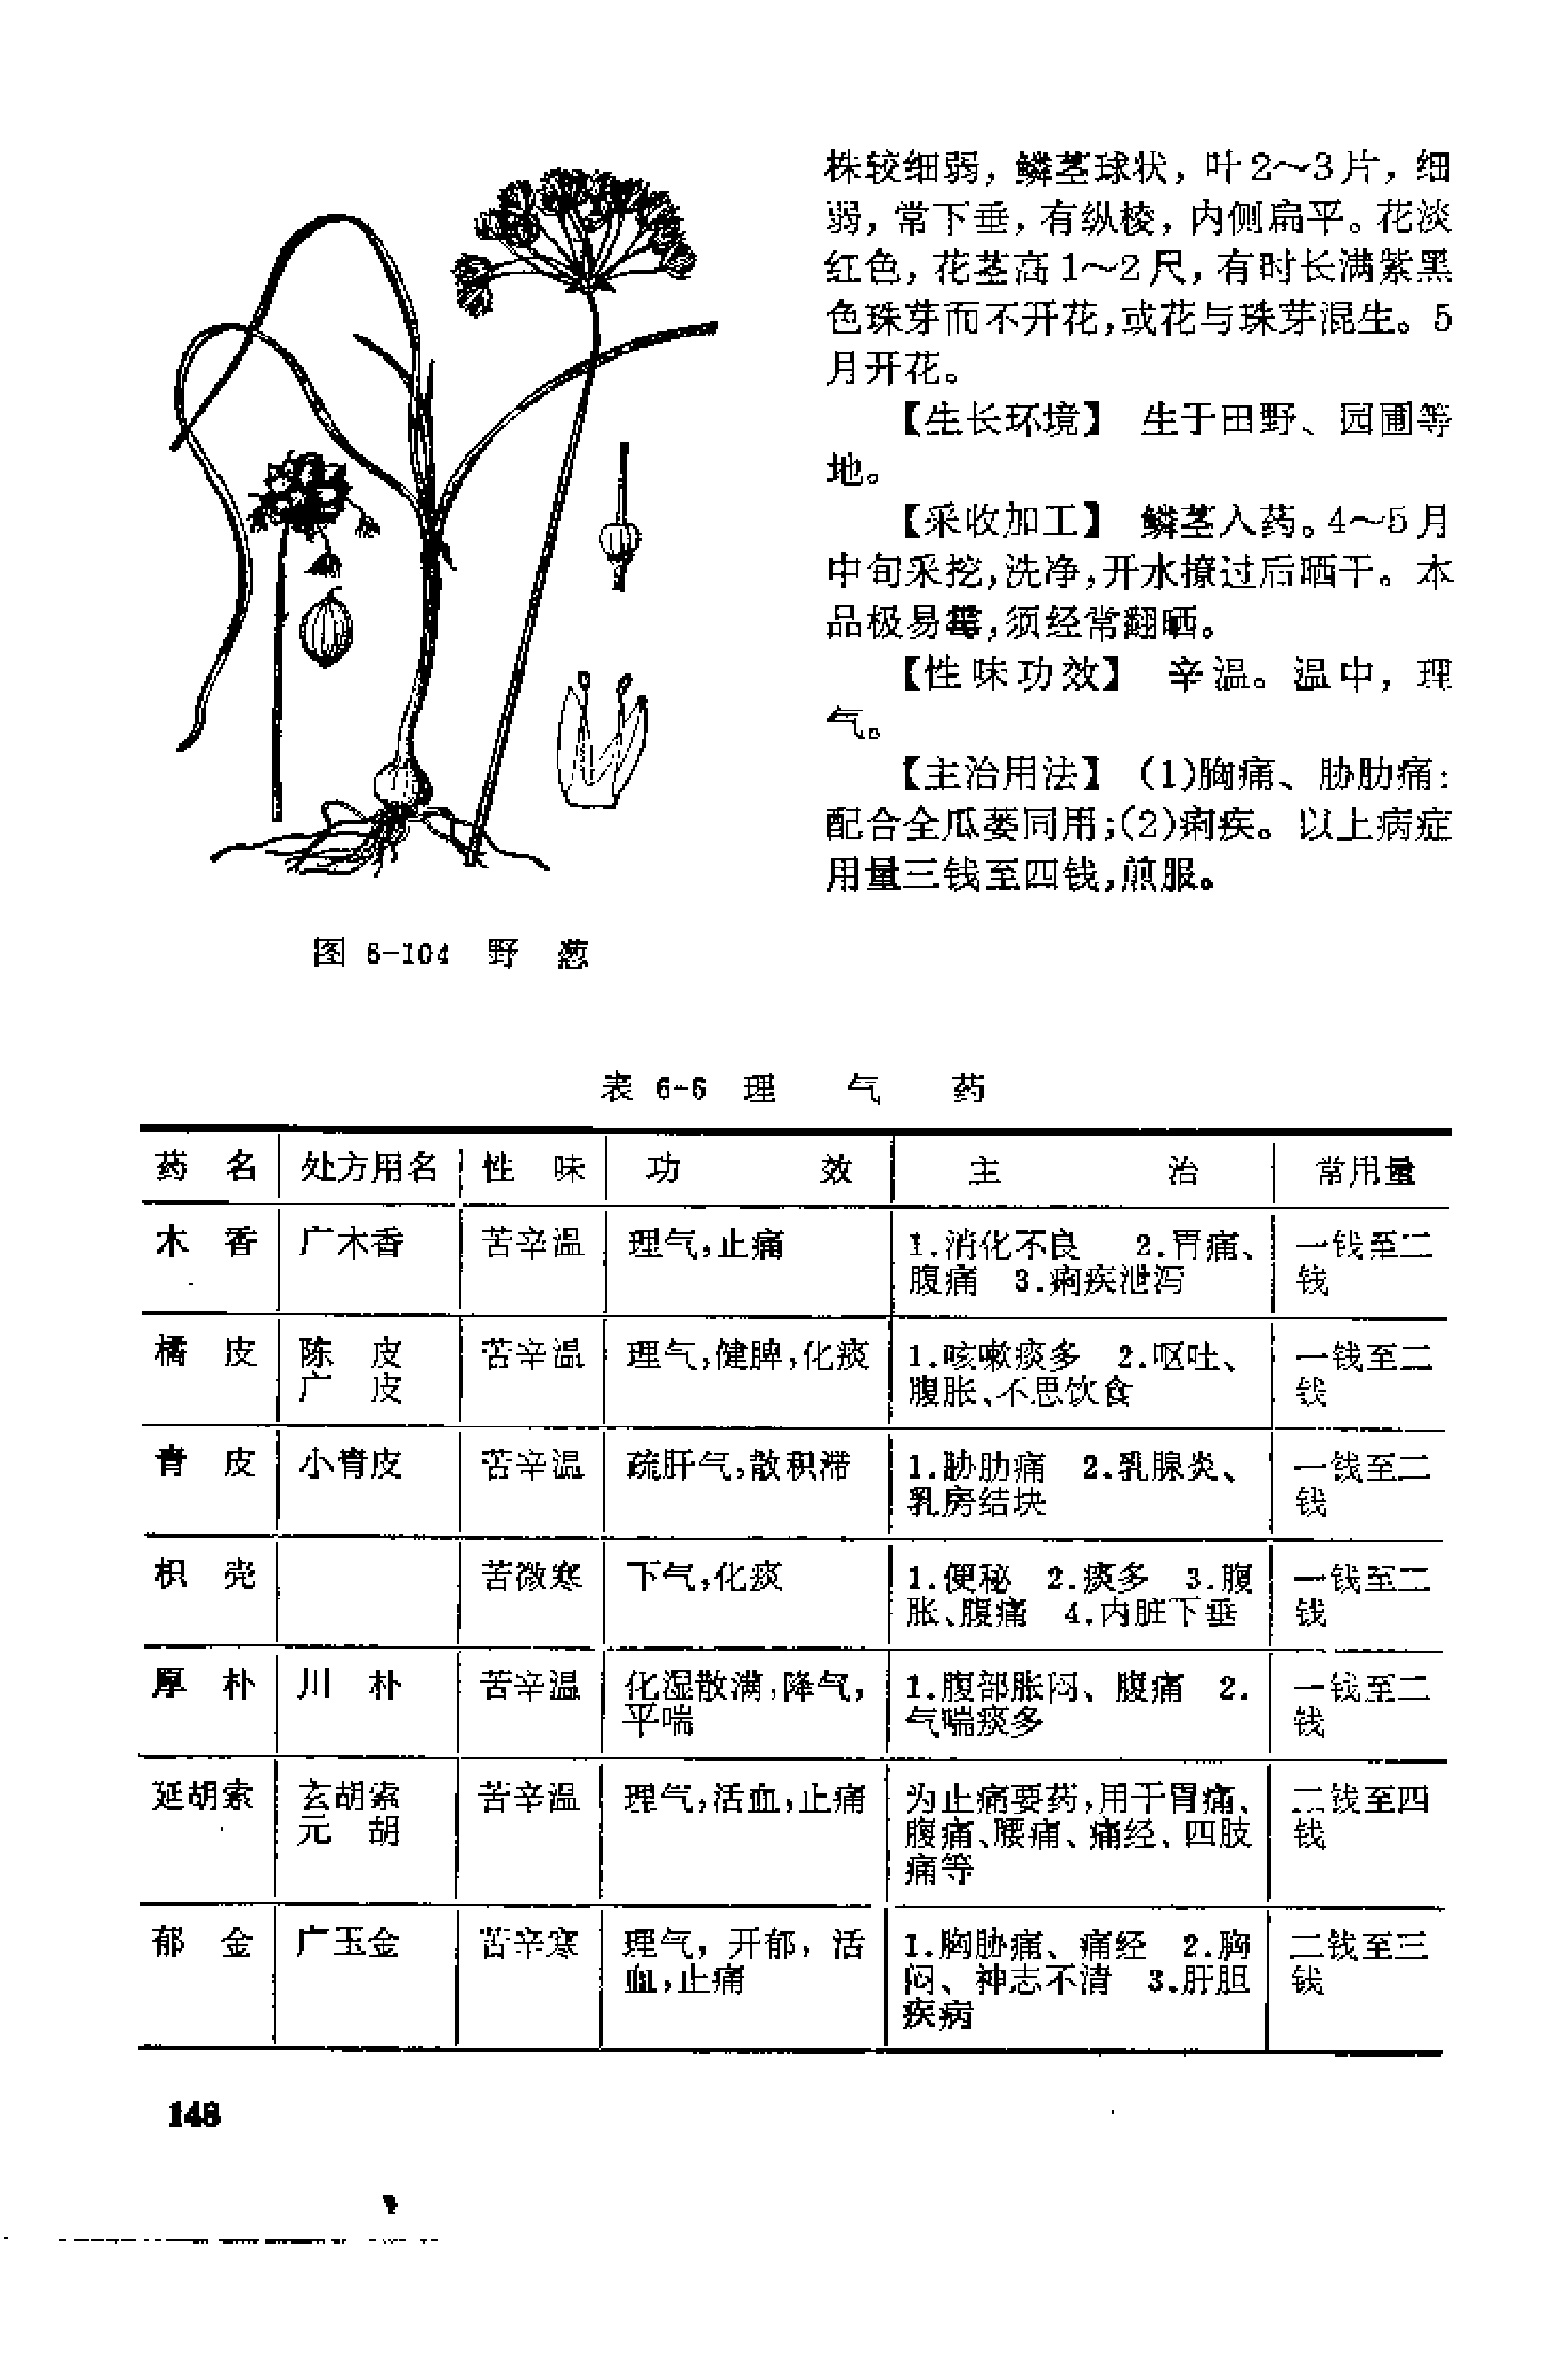 株较细弱，鳞茎球状，叶2～3片，细
弱，常下垂，有纵棱，内侧扁平。花淡
红色，花茎高1～2尺，有时长满紫黑
色珠芽而不开花，或花与珠芽混生。5
月开花。
【生长环境】 生于田野、园圃等
地。
【采收加工】 鳞茎入药。4～5月
中旬采挖，洗净，开水撩过后晒干。本
品极易霉，须经常翻晒。
【性味功效】 辛温。温中，理
气。
【主治用法】 (1)胸痛、胁肋痛：
配合全瓜蒌同用；(2)痢疾。以上病症
用量三钱至四钱，煎服。
图 6-104 野 葱
表 6-6 理 气 药
药 名 处方用名 性 味 功 效 主 治 常用量
木 香 广木香 苦辛温 理气，止痛 1.消化不良 2.胃痛、 一钱至二
腹痛 3.痢疾泄泻 钱
橘 皮 陈 皮 苦辛温 理气，健脾，化痰 1.咳嗽痰多 2.呕吐、 一钱至二
广 皮 腹胀、不思饮食 钱
青 皮 小青皮 苦辛温 疏肝气，散积滞 1.胁肋痛 2.乳腺炎、 一钱至二
乳房结块 钱
枳 壳 苦微寒 下气，化痰 1.便秘 2.痰多 3.腹 一钱至二
胀、腹痛 4.内脏下垂 钱
厚 朴 川 朴 苦辛温 化湿散满，降气， 1.腹部胀闷、腹痛 2. 一钱至二
平喘 气喘痰多 钱
延胡索 玄胡索 苦辛温 理气，活血，止痛 为止痛要药，用于胃痛、 二钱至四
元 胡 腹痛、腰痛、痛经、四肢 钱
痛等
郁 金 广玉金 苦辛寒 理气，开郁，活 1.胸胁痛、痛经 2.胸 二钱至三
血，止痛 闷、神志不清 3.肝胆 钱
疾病
148